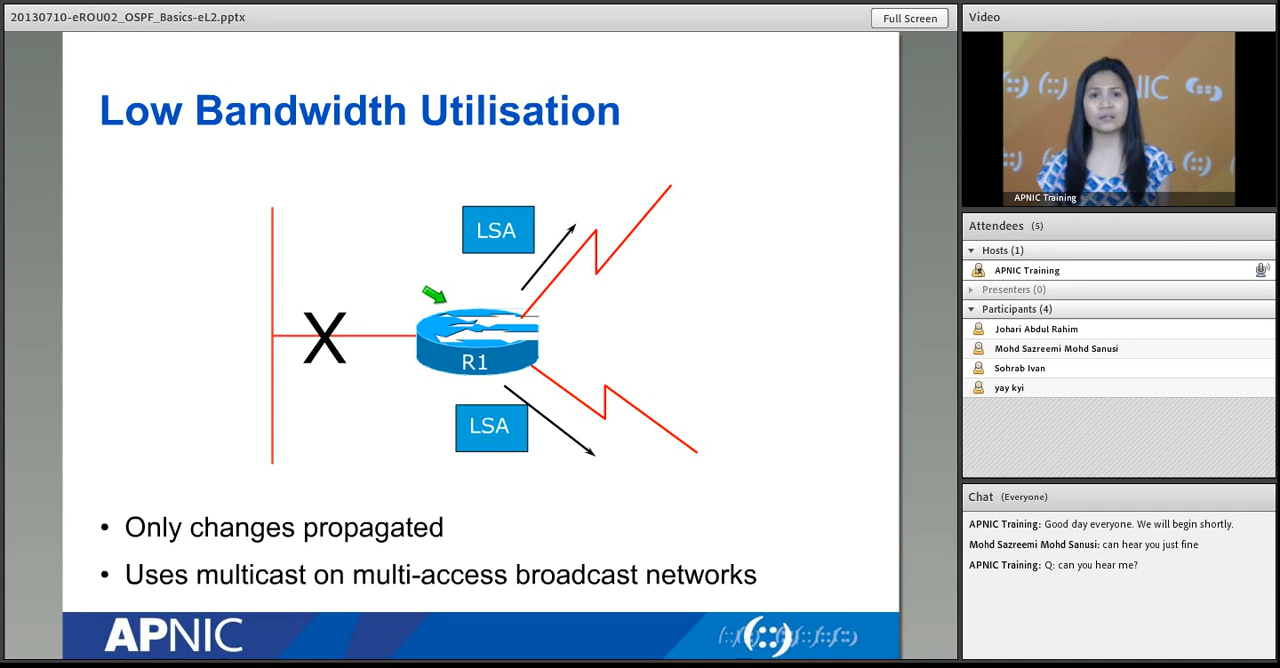 20130710-eROU02_OSPF_Basics-eL2.pptx
Full Screen
Low Bandwidth Utilisation
LSA
R1
X
LSA
• Only changes propagated
• Uses multicast on multi-access broadcast networks
APNIC
Video
NIC
APNIC Training
Attendees (5)
Hosts (1)
APNIC Training
Presenters (0)
Participants (4)
Johari Abdul Rahim
Mohd Sazreemi Mohd Sanusi
Sohrab Ivan
yay kyi
Chat (Everyone)
APNIC Training: Good day everyone. We will begin shortly.
Mohd Sazreemi Mohd Sanusi: can hear you just fine
APNIC Training: Q: can you hear me?